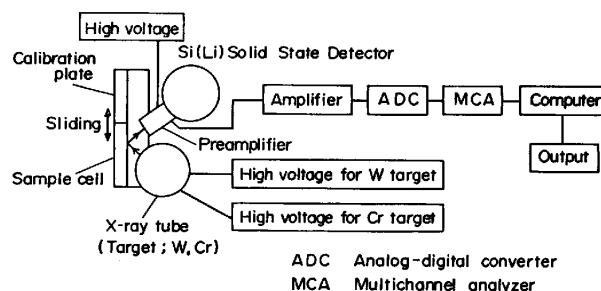 High voltage
Si(Li) Solid State Detector
Calibration
plate
Sliding
Sample cell
Preamplifier
Amplifier
ADC
MCA
Computer
Output
High voltage for W target
High voltage for Cr target
X-ray tube
(Target ; W, Cr)
ADC Analog-digital converter
MCA Multichannel analyzer